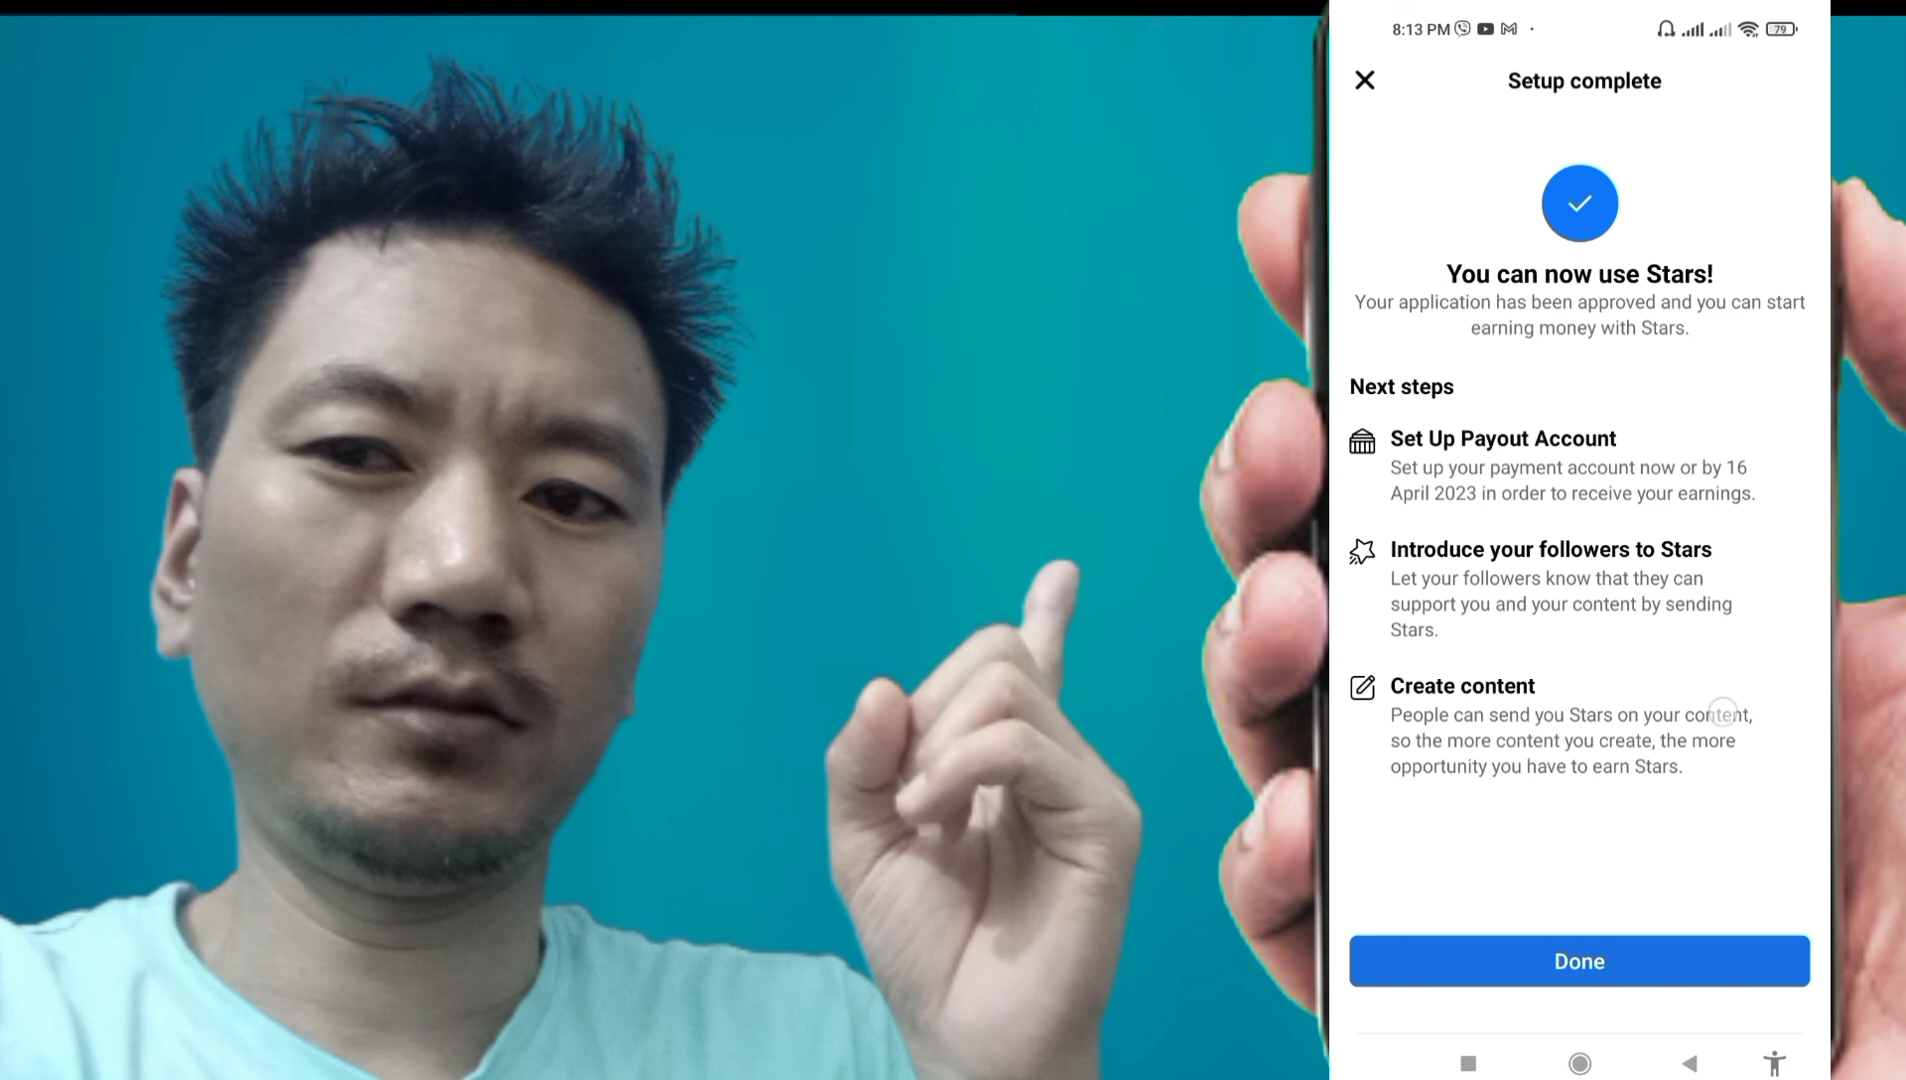 8:13 PM
79
Setup complete
You can now use Stars!
Your application has been approved and you can start
earning money with Stars.
Next steps
Set Up Payout Account
Set up your payment account now or by 16
April 2023 in order to receive your earnings.
Introduce your followers to Stars
Let your followers know that they can
support you and your content by sending
Stars.
Create content
People can send you Stars on your content,
so the more content you create, the more
opportunity you have to earn Stars.
Done